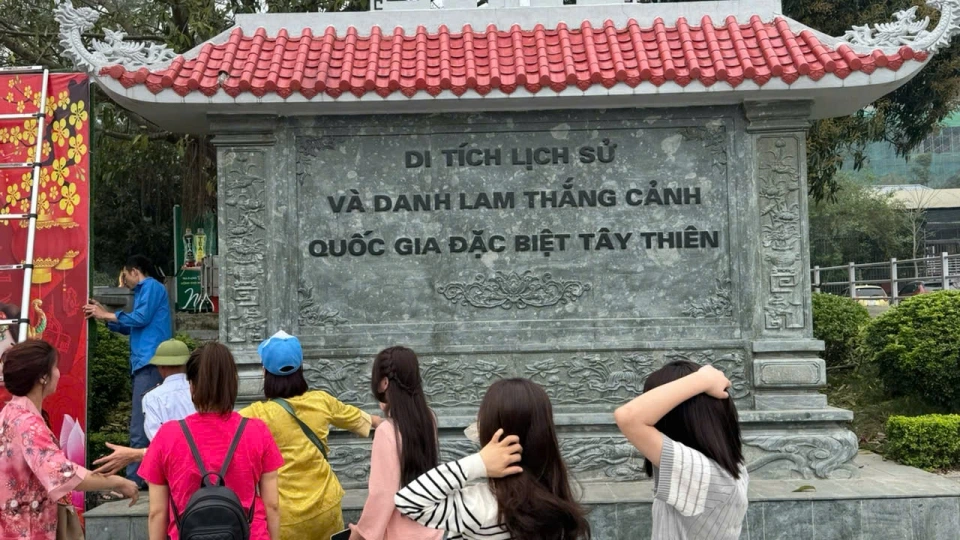 DI TÍCH LỊCH SỬ
VÀ DANH LAM THẮNG CẢNH
QUỐC GIA ĐẶC BIỆT TÂY THIÊN